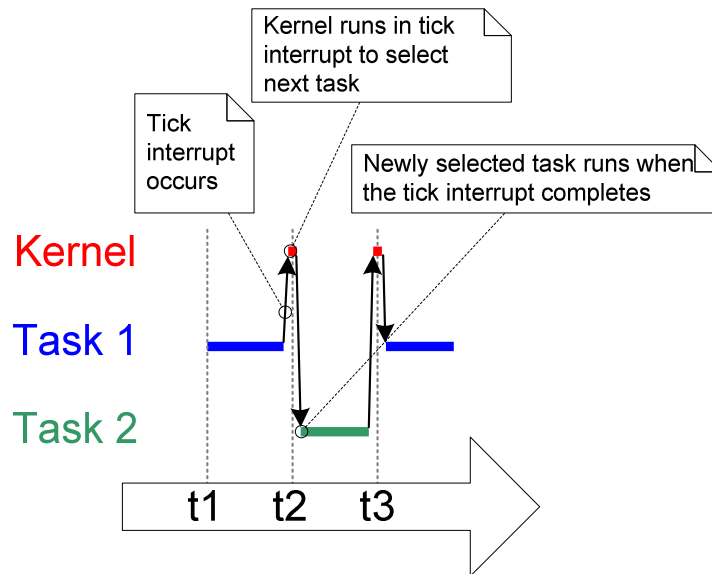 Kernel runs in tick
interrupt to select
next task
Tick
interrupt
occurs
Newly selected task runs when
the tick interrupt completes
Kernel
Task 1
Task 2
t1 t2 t3